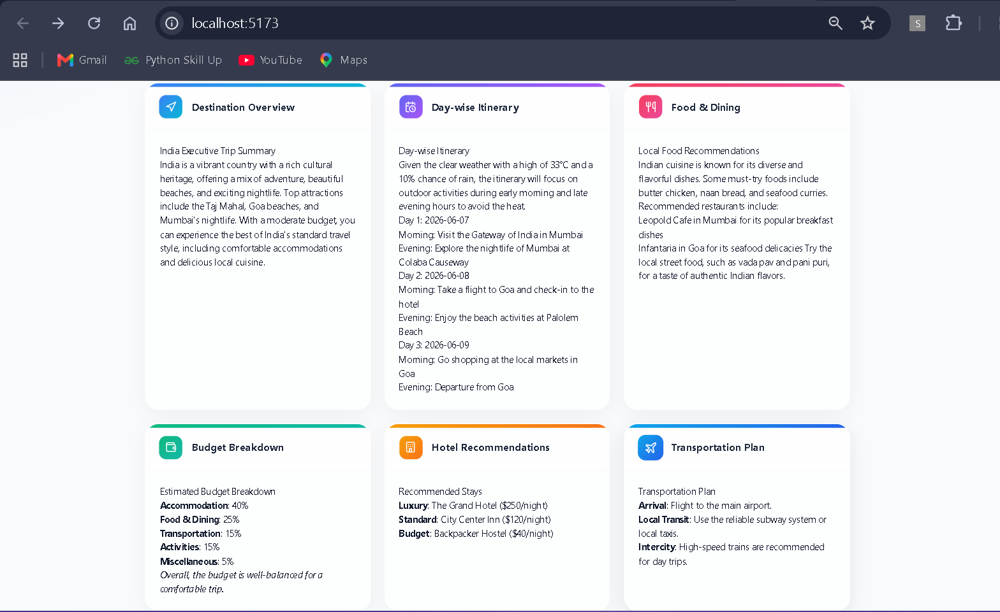 localhost:5173
S
Gmail
Python Skill Up
YouTube
Maps
Destination Overview
India Executive Trip Summary
India is a vibrant country with a rich cultural
heritage, offering a mix of adventure, beautiful
beaches, and exciting nightlife. Top attractions
include the Taj Mahal, Goa beaches, and
Mumbai's nightlife. With a moderate budget, you
can experience the best of India's standard travel
style, including comfortable accommodations
and delicious local cuisine.
Day-wise Itinerary
Day-wise Itinerary
Given the clear weather with a high of 33°C and a
10% chance of rain, the itinerary will focus on
outdoor activities during early morning and late
evening hours to avoid the heat.
Day 1: 2026-06-07
Morning: Visit the Gateway of India in Mumbai
Evening: Explore the nightlife of Mumbai at
Colaba Causeway
Day 2: 2026-06-08
Morning: Take a flight to Goa and check-in to the
hotel
Evening: Enjoy the beach activities at Palolem
Beach
Day 3: 2026-06-09
Morning: Go shopping at the local markets in
Goa
Evening: Departure from Goa
Food & Dining
Local Food Recommendations
Indian cuisine is known for its diverse and
flavorful dishes. Some must-try foods include
butter chicken, naan bread, and seafood curries.
Recommended restaurants include:
Leopold Cafe in Mumbai for its popular breakfast
dishes
Infantaria in Goa for its seafood delicacies Try the
local street food, such as vada pav and pani puri,
for a taste of authentic Indian flavors.
Budget Breakdown
Estimated Budget Breakdown
Accommodation: 40%
Food & Dining: 25%
Transportation: 15%
Activities: 15%
Miscellaneous: 5%
Overall, the budget is well-balanced for a
comfortable trip.
Hotel Recommendations
Recommended Stays
Luxury: The Grand Hotel ($250/night)
Standard: City Center Inn ($120/night)
Budget: Backpacker Hostel ($40/night)
Transportation Plan
Transportation Plan
Arrival: Flight to the main airport.
Local Transit: Use the reliable subway system or
local taxis.
Intercity: High-speed trains are recommended
for day trips.